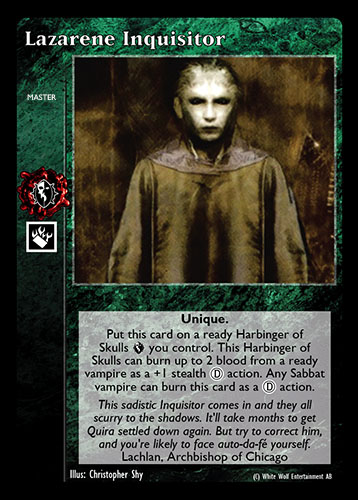 Lazarene Inquisitor
MASTER
Unique.
Put this card on a ready Harbinger of
Skulls you control. This Harbinger of
Skulls can burn up to 2 blood from a ready
vampire as a +1 stealth Ⓓ action. Any Sabbat
vampire can burn this card as a Ⓓ action.
This sadistic Inquisitor comes in and they all
scurry to the shadows. It'll take months to get
Quira settled down again. But try to correct him,
and you're likely to face auto-da-fé yourself.
Lachlan, Archbishop of Chicago
Illus: Christopher Shy
(C) White Wolf Entertainment AB